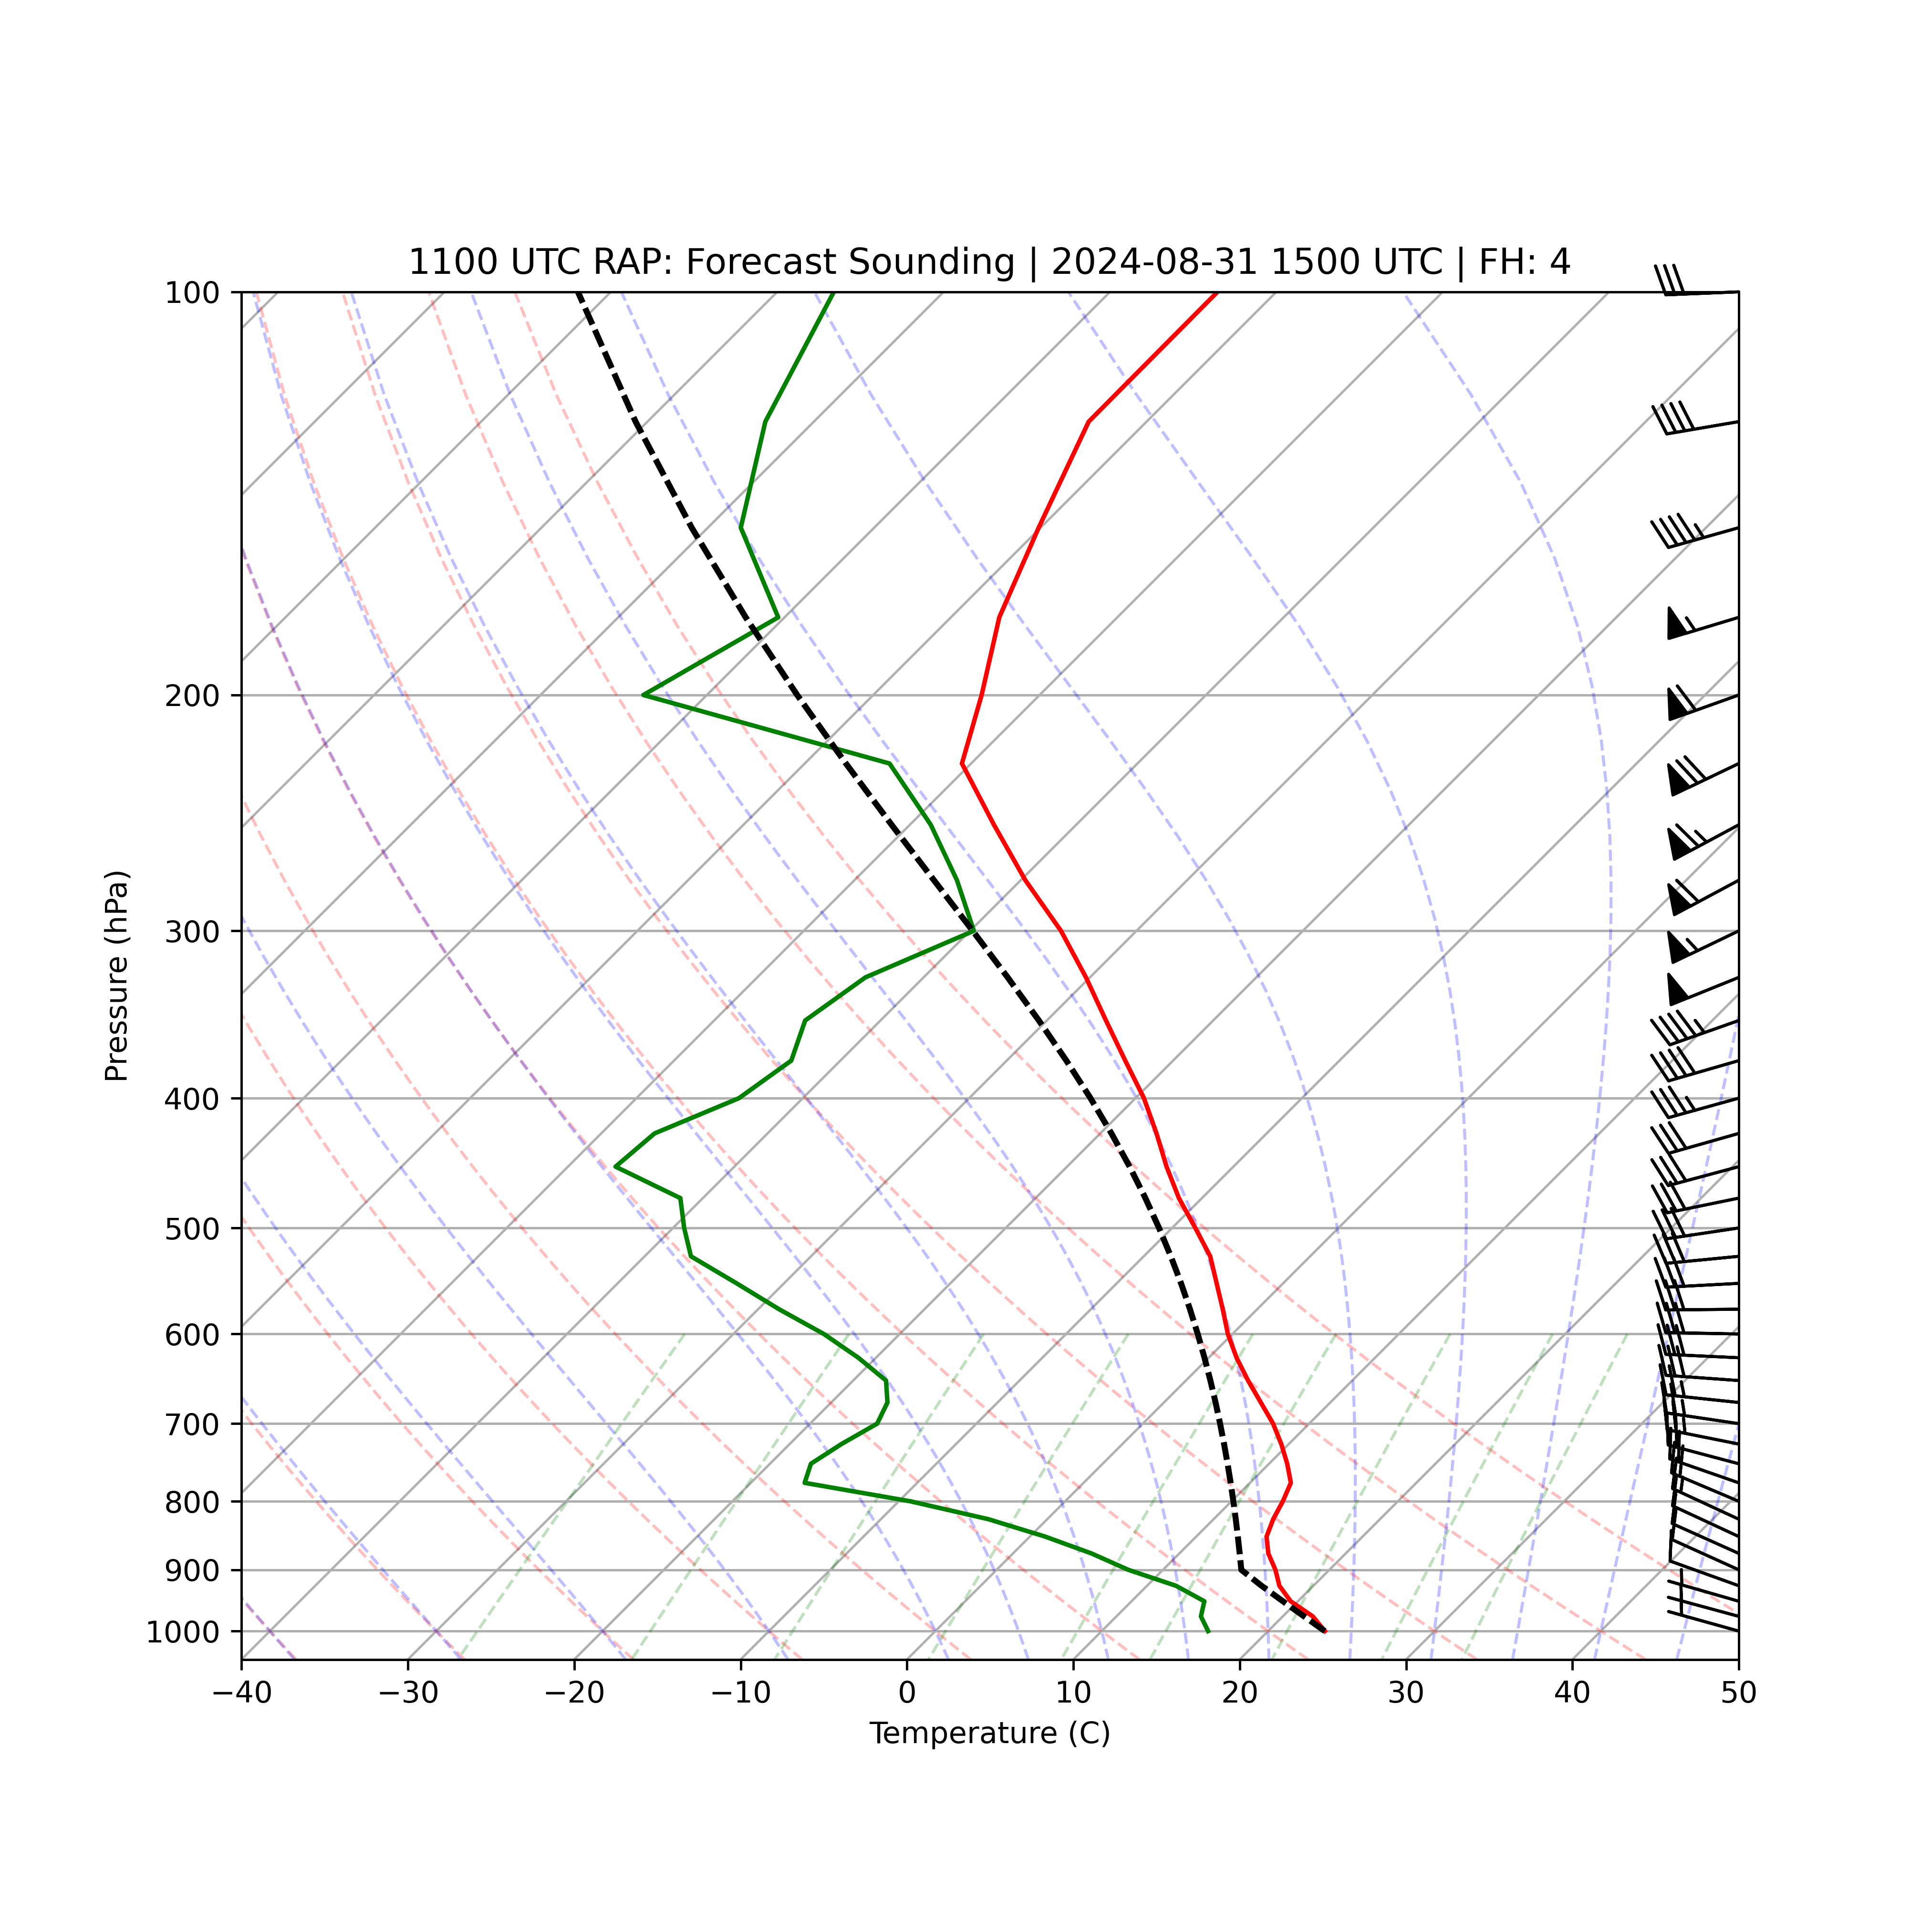 1100 UTC RAP: Forecast Sounding | 2024-08-31 1500 UTC | FH: 4
100
200
300
400
500
600
700
800
900
1000
Pressure (hPa)
−40 −30 −20 −10 0 10 20 30 40 50
Temperature (C)